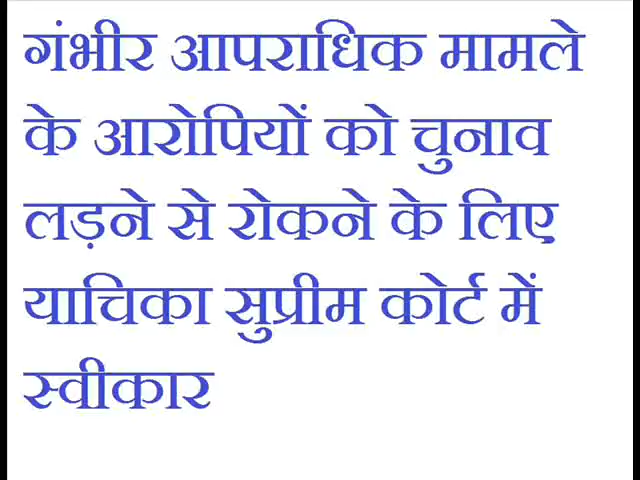 गंभीर आपराधिक मामले
के आरोपियों को चुनाव
लड़ने से रोकने के लिए
याचिका सुप्रीम कोर्ट में
स्वीकार